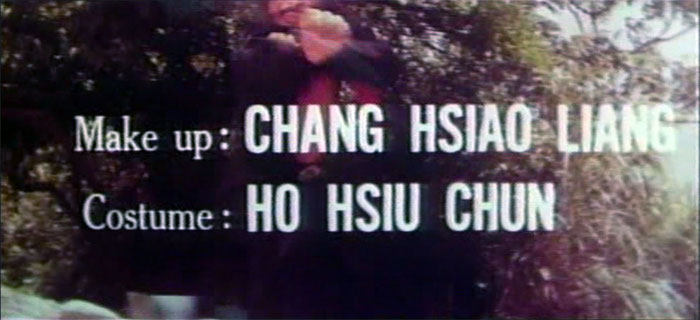 Make up: CHANG HSIAO LIANG
Costume: HO HSIU CHUN